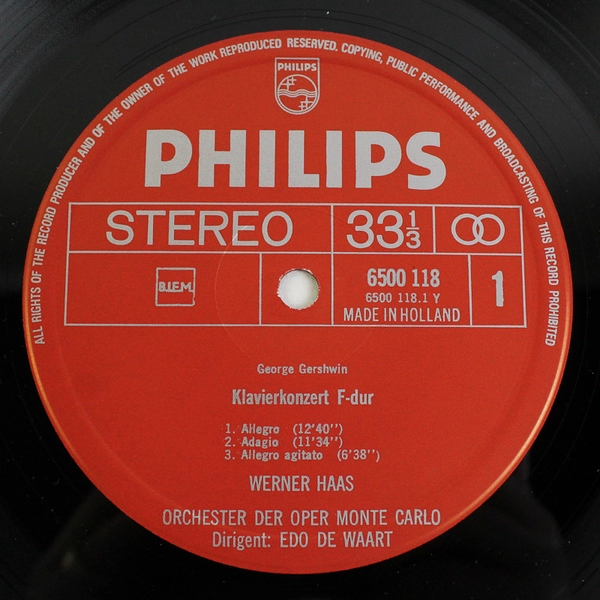 ALL RIGHTS OF THE RECORD PRODUCER AND OF THE OWNER OF THE WORK REPRODUCED RESERVED. COPYING, PUBLIC PERFORMANCE AND BROADCASTING OF THIS RECORD PROHIBITED
PHILIPS
PHILIPS
STEREO 33 1/3
B.I.E.M. 6500 118 1
6500 118.1 Y
MADE IN HOLLAND
George Gershwin
Klavierkonzert F-dur
1. Allegro (12'40'')
2. Adagio (11'34'')
3. Allegro agitato (6'38'')
WERNER HAAS
ORCHESTER DER OPER MONTE CARLO
Dirigent: EDO DE WAART